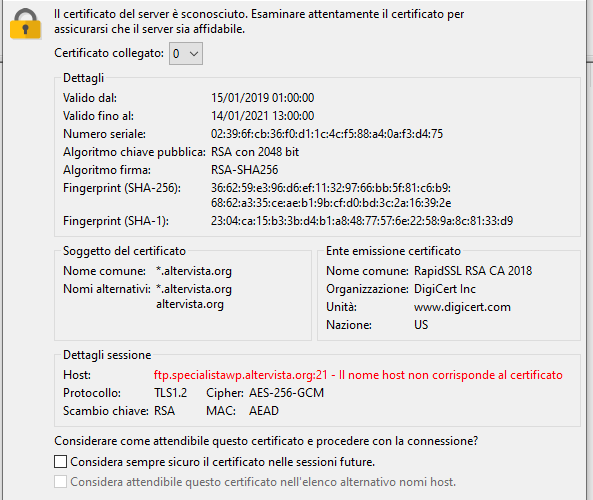 Il certificato del server è sconosciuto. Esaminare attentamente il certificato per
assicurarsi che il server sia affidabile.
Certificato collegato: 0
Dettagli
Valido dal: 15/01/2019 01:00:00
Valido fino al: 14/01/2021 13:00:00
Numero seriale: 02:39:6f:cb:36:f0:d1:1c:4c:f5:88:a4:0a:f3:d4:75
Algoritmo chiave pubblica: RSA con 2048 bit
Algoritmo firma: RSA-SHA256
Fingerprint (SHA-256): 36:62:59:e3:96:d6:ef:11:32:97:66:bb:5f:81:c6:b9:
68:62:a3:35:ce:ae:b1:9b:cf:d0:bd:3c:2a:16:39:2e
Fingerprint (SHA-1): 23:04:ca:15:b3:3b:d4:b1:a8:48:77:57:6e:22:58:9a:8c:81:33:d9
Soggetto del certificato
Nome comune: *.altervista.org
Nomi alternativi: *.altervista.org
altervista.org
Ente emissione certificato
Nome comune: RapidSSL RSA CA 2018
Organizzazione: DigiCert Inc
Unità: www.digicert.com
Nazione: US
Dettagli sessione
Host: ftp.specialistawp.altervista.org:21 - Il nome host non corrisponde al certificato
Protocollo: TLS1.2 Cipher: AES-256-GCM
Scambio chiave: RSA MAC: AEAD
Considerare come attendibile questo certificato e procedere con la connessione?
Considera sempre sicuro il certificato nelle sessioni future.
Considera attendibile questo certificato nell'elenco alternativo nomi host.